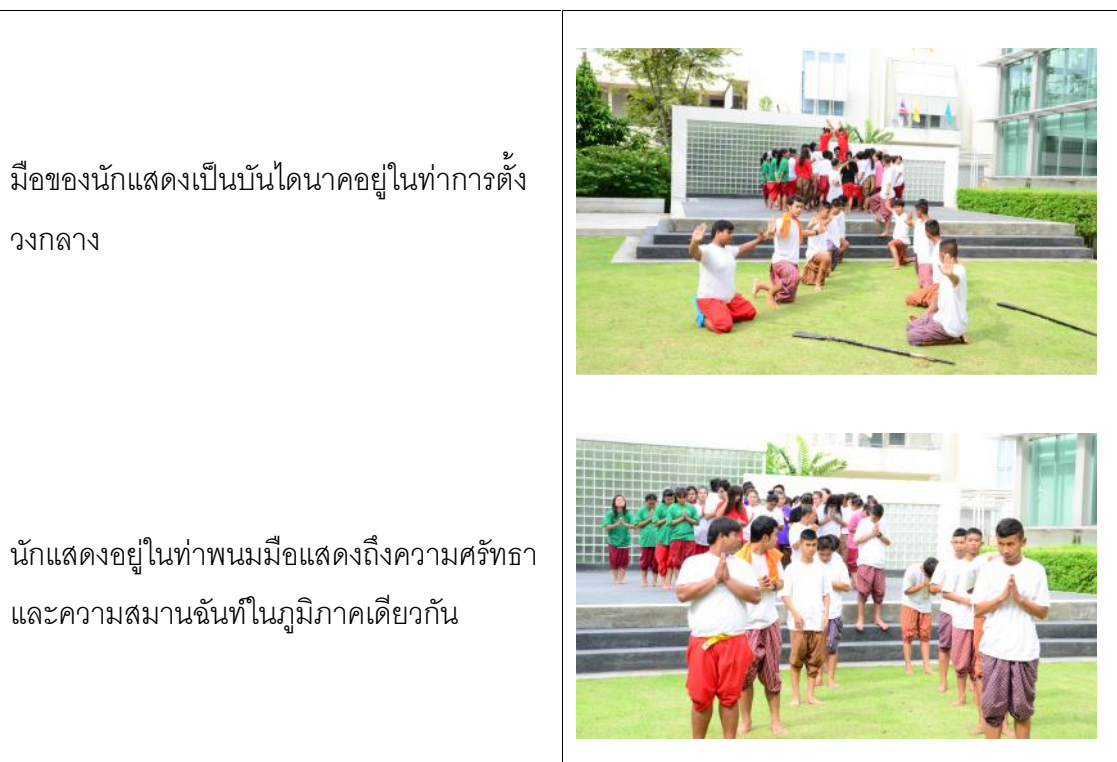 มือของนักแสดงเป็นบันไดนาคอยู่ในท่าการตั้ง
วงกลาง
นักแสดงอยู่ในท่าพนมมือแสดงถึงความศรัทธา
และความสมานฉันท์ในภูมิภาคเดียวกัน